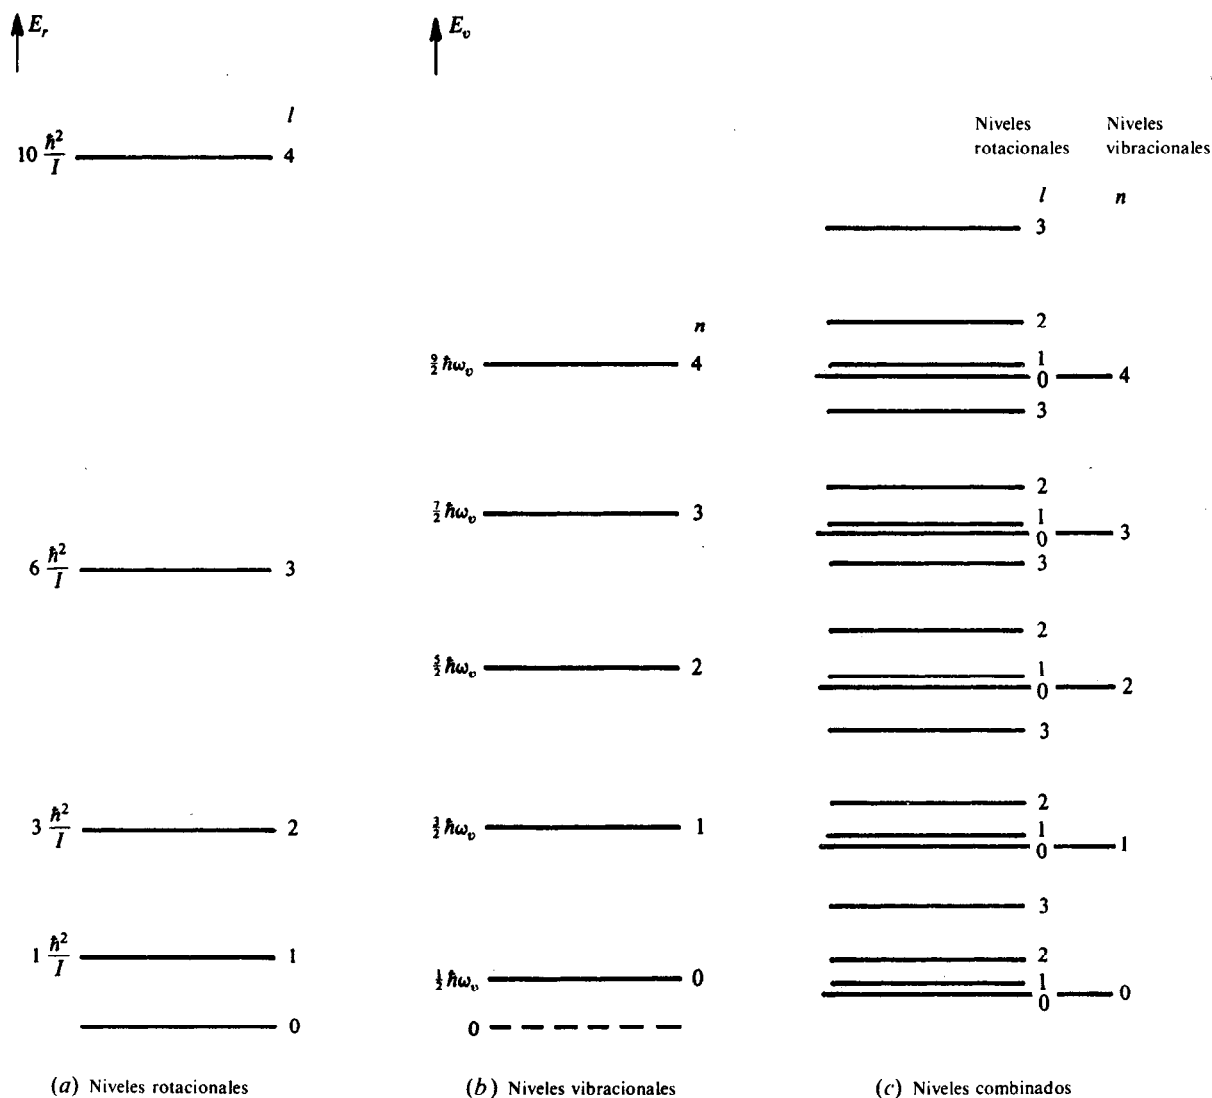 E_r
l
10 ħ²/I 4
6 ħ²/I 3
3 ħ²/I 2
1 ħ²/I 1
0
(a) Niveles rotacionales
E_v
n
9/2 ħω_v 4
7/2 ħω_v 3
5/2 ħω_v 2
3/2 ħω_v 1
1/2 ħω_v 0
0
(b) Niveles vibracionales
Niveles rotacionales
Niveles vibracionales
l n
3
2
1
0 4
3
2
1
0 3
3
2
1
0 2
3
2
1
0 1
3
2
1
0 0
(c) Niveles combinados